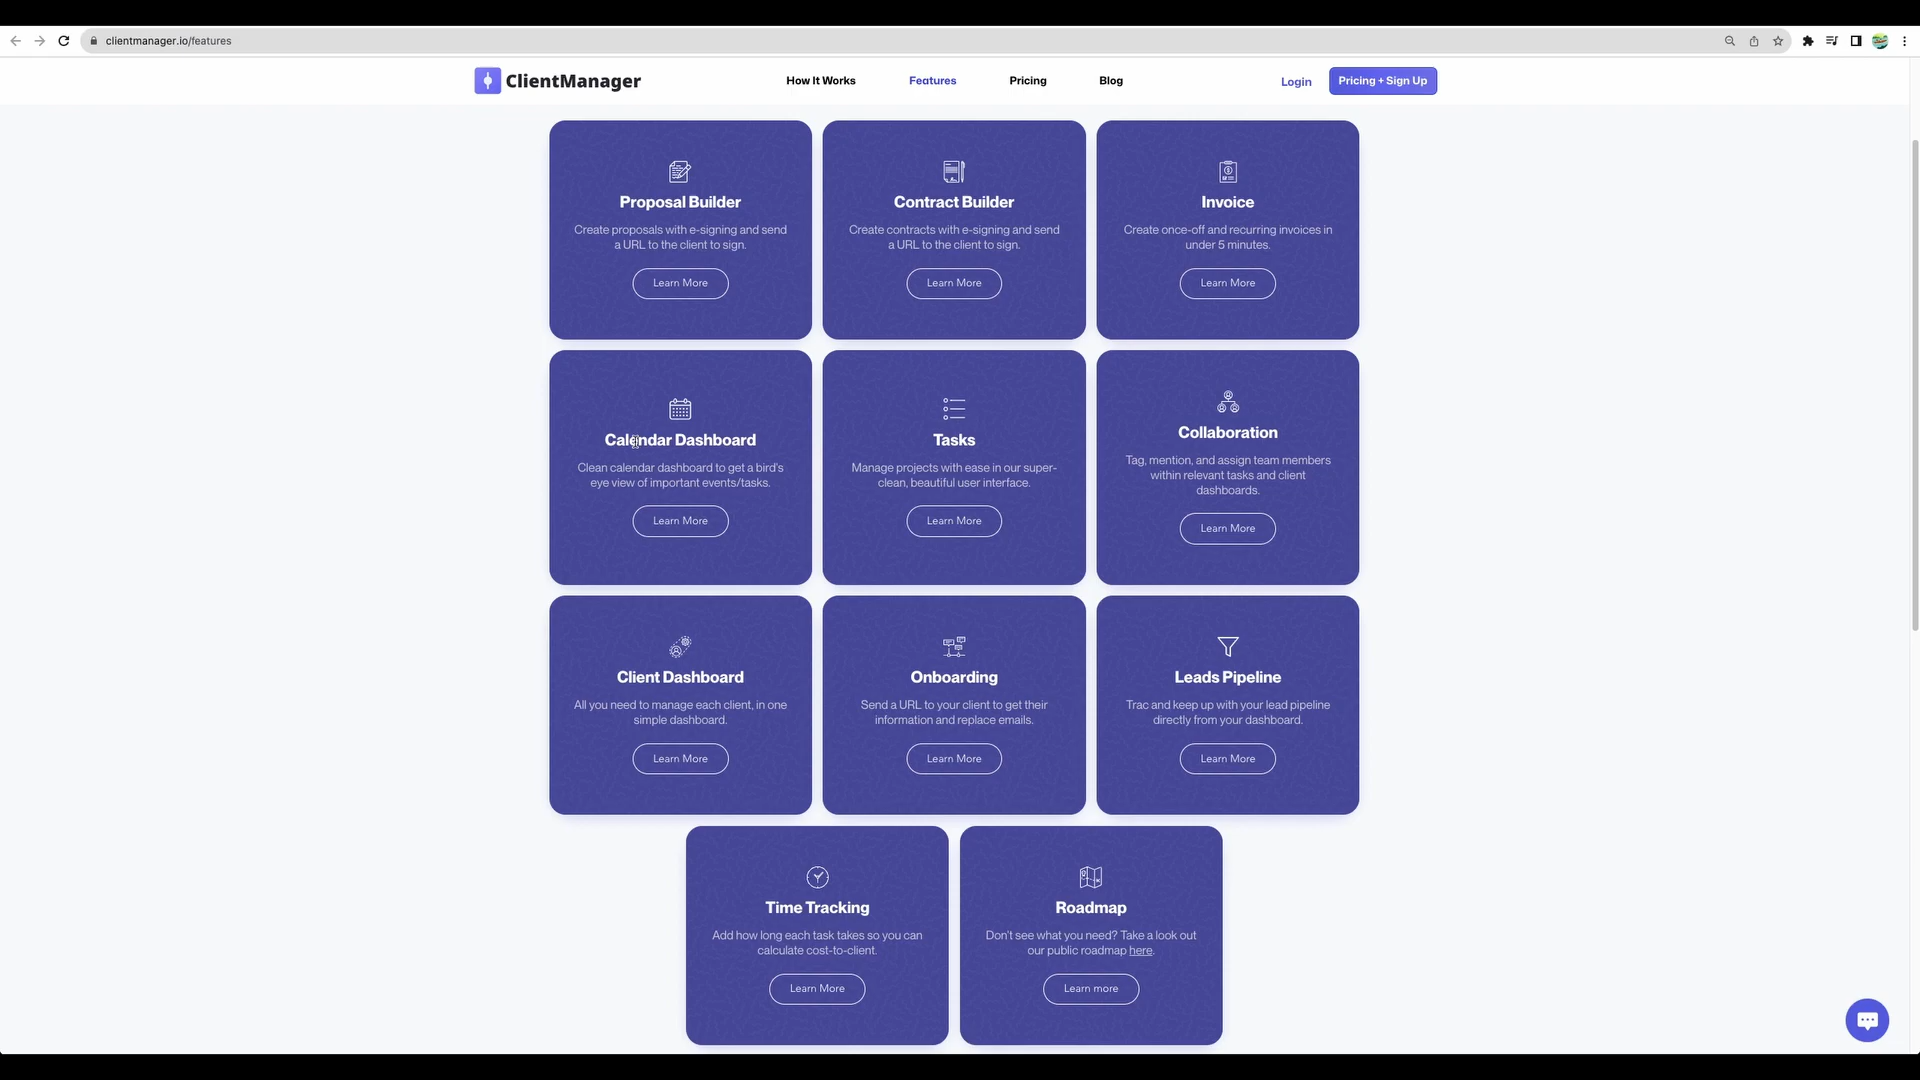 clientmanager.io/features
ClientManager
How It Works
Features
Pricing
Blog
Login
Pricing + Sign Up
Proposal Builder
Create proposals with e-signing and send
a URL to the client to sign.
Learn More
Contract Builder
Create contracts with e-signing and send
a URL to the client to sign.
Learn More
Invoice
Create once-off and recurring invoices in
under 5 minutes.
Learn More
Calendar Dashboard
Clean calendar dashboard to get a bird's
eye view of important events/tasks.
Learn More
Tasks
Manage projects with ease in our super-
clean, beautiful user interface.
Learn More
Collaboration
Tag, mention, and assign team members
within relevant tasks and client
dashboards.
Learn More
Client Dashboard
All you need to manage each client, in one
simple dashboard.
Learn More
Onboarding
Send a URL to your client to get their
information and replace emails.
Learn More
Leads Pipeline
Trac and keep up with your lead pipeline
directly from your dashboard.
Learn More
Time Tracking
Add how long each task takes so you can
calculate cost-to-client.
Learn More
Roadmap
Don't see what you need? Take a look out
our public roadmap here.
Learn more